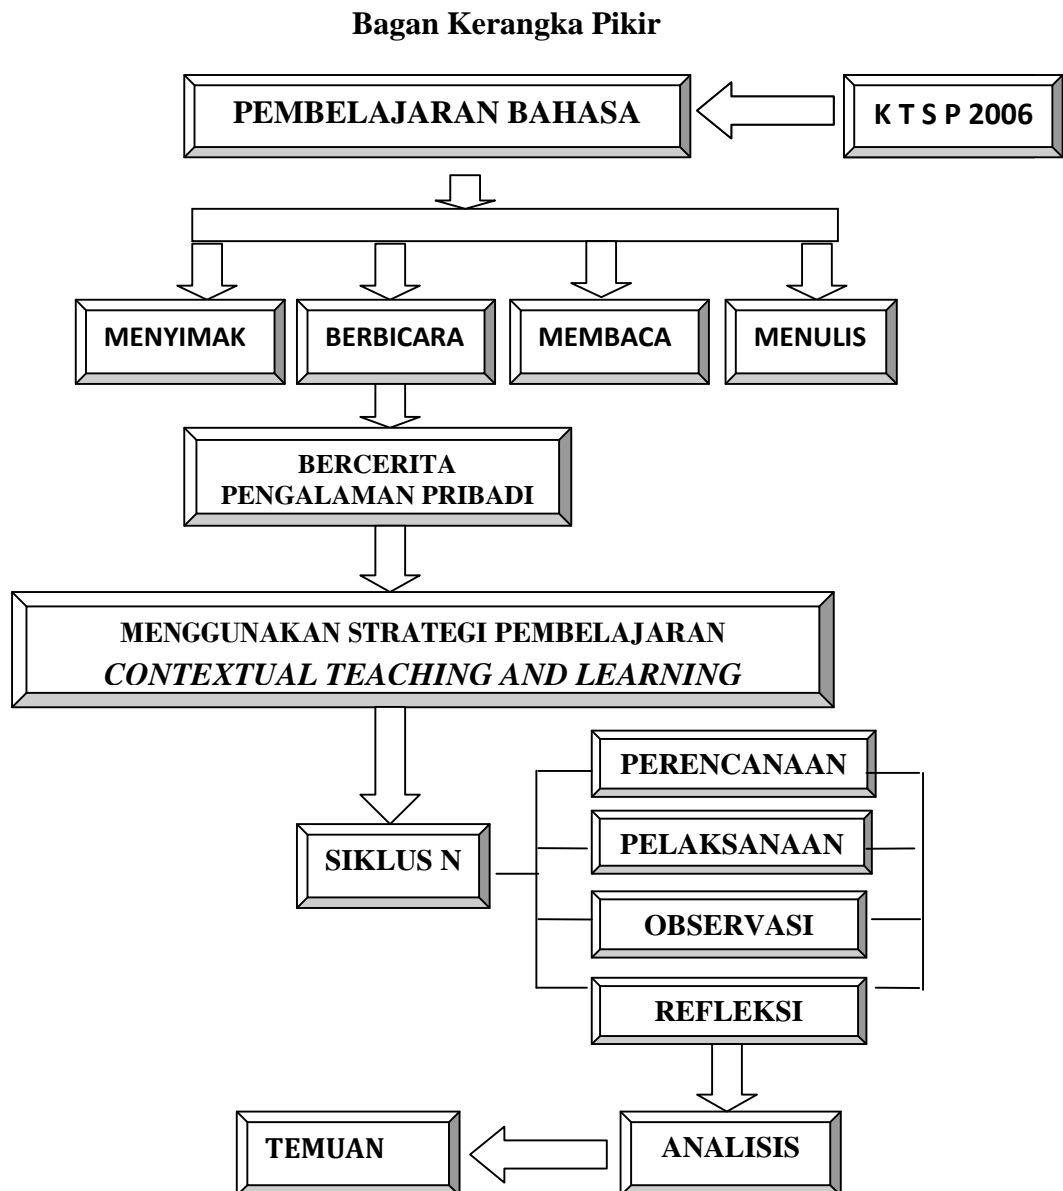 Bagan Kerangka Pikir
PEMBELAJARAN BAHASA
K T S P 2006
MENYIMAK
BERBICARA
MEMBACA
MENULIS
BERCERITA
PENGALAMAN PRIBADI
MENGGUNAKAN STRATEGI PEMBELAJARAN
CONTEXTUAL TEACHING AND LEARNING
SIKLUS N
PERENCANAAN
PELAKSANAAN
OBSERVASI
REFLEKSI
TEMUAN
ANALISIS